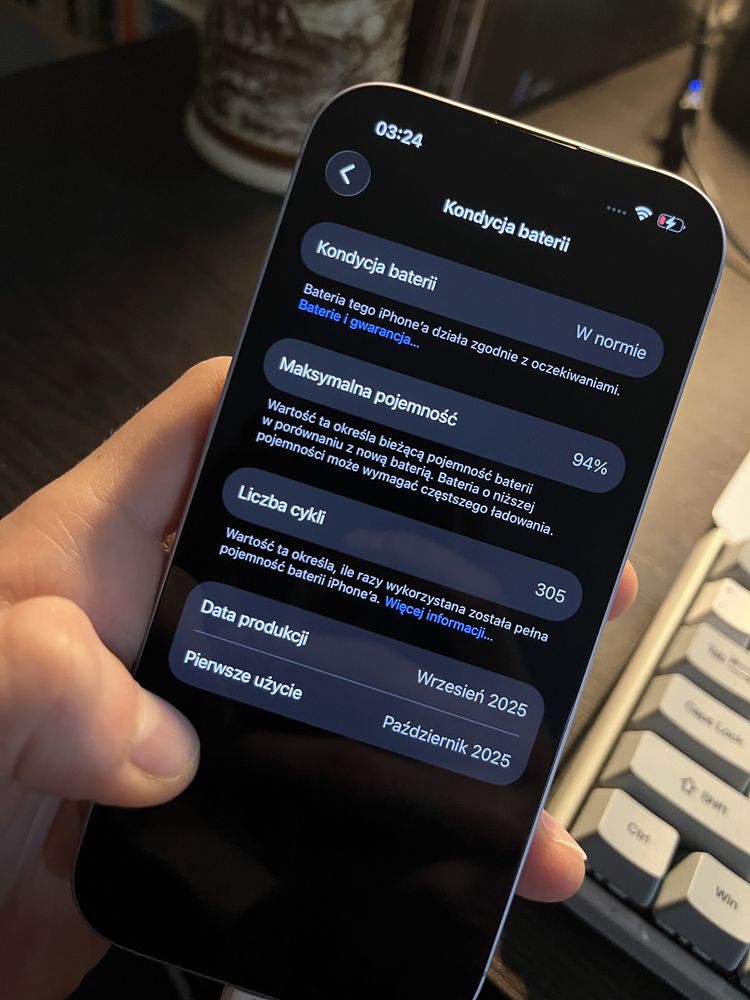 03:24
Kondycja baterii
Kondycja baterii
W normie
Bateria tego iPhone'a działa zgodnie z oczekiwaniami.
Baterie i gwarancja...
Maksymalna pojemność
94%
Wartość ta określa bieżącą pojemność baterii
w porównaniu z nową baterią. Bateria o niższej
pojemności może wymagać częstszego ładowania.
Liczba cykli
305
Wartość ta określa, ile razy wykorzystana została pełna
pojemność baterii iPhone'a. Więcej informacji...
Data produkcji
Wrzesień 2025
Pierwsze użycie
Październik 2025
Tab
Caps Lock
Shift
Ctrl
Win